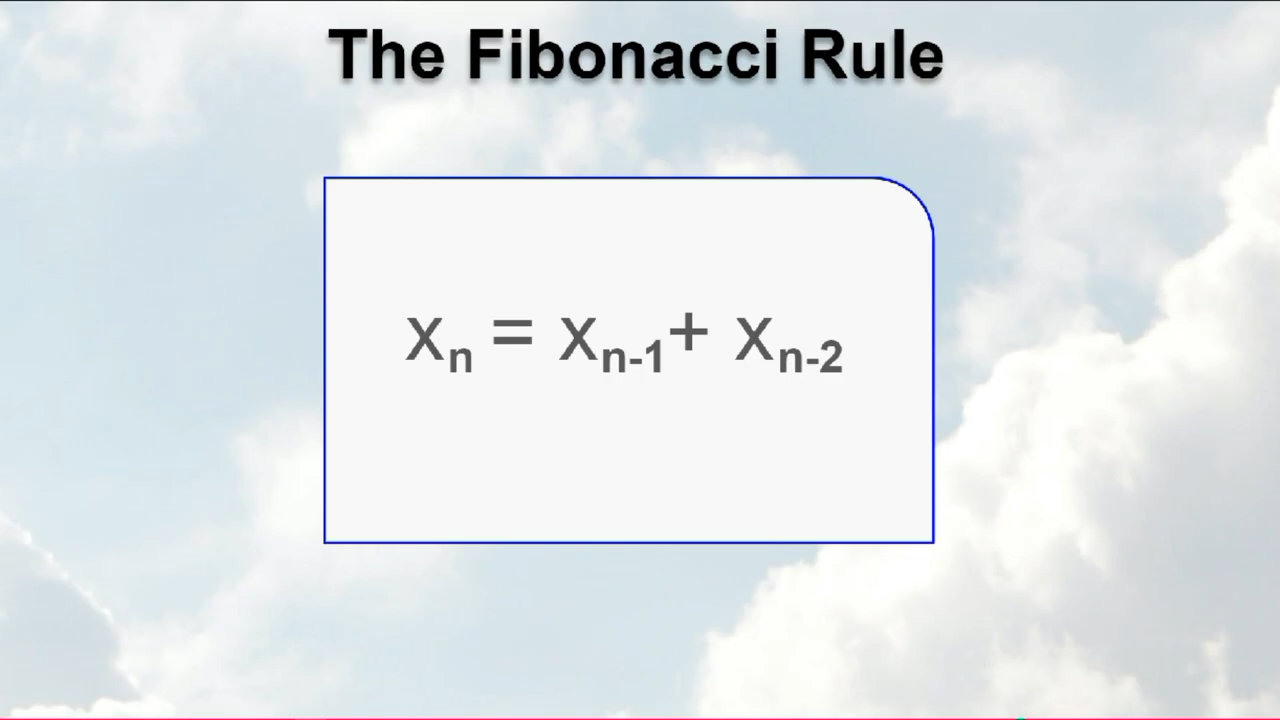 The Fibonacci Rule
xₙ = xₙ₋₁+ xₙ₋₂